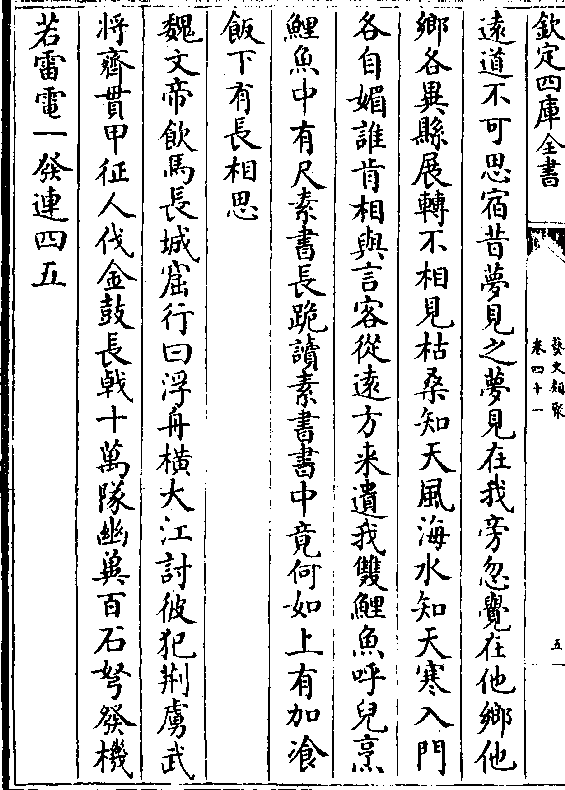 欽定四庫全書
藝文類聚
卷四十一
五
遠道不可思宿昔夢見之夢見在我旁忽覺在他鄉他
鄉各異縣展轉不相見枯桑知天風海水知天寒入門
各自媚誰肯相與言客從遠方来遺我雙鯉魚呼兒烹
鯉魚中有尺素書長跪讀素書書中竟何如上有加飡
飯下有長相思
魏文帝飲馬長城窟行曰浮舟橫大江討彼犯荆虜武
將齊貫甲征人伐金鼓長㦸十萬隊幽冀百石弩發機
若雷電一發連四五